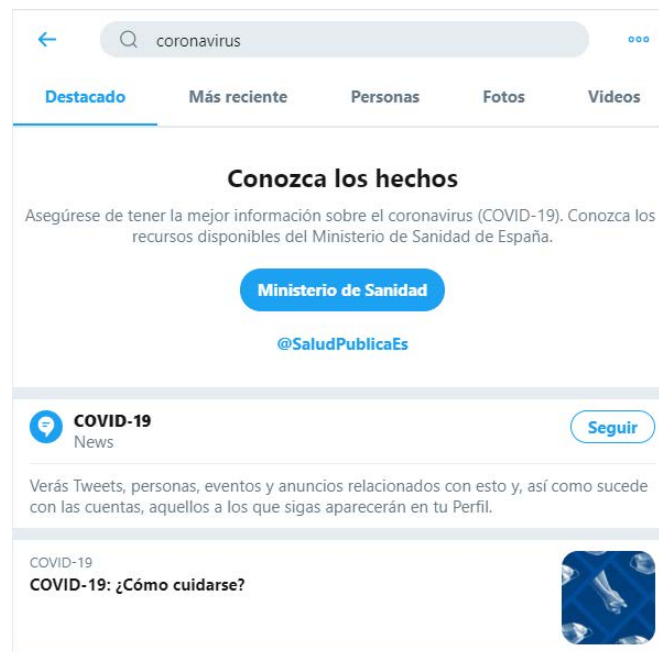 coronavirus
Destacado Más reciente Personas Fotos Videos
Conozca los hechos
Asegúrese de tener la mejor información sobre el coronavirus (COVID-19). Conozca los
recursos disponibles del Ministerio de Sanidad de España.
Ministerio de Sanidad
@SaludPublicaEs
COVID-19
News
Seguir
Verás Tweets, personas, eventos y anuncios relacionados con esto y, así como sucede
con las cuentas, aquellos a los que sigas aparecerán en tu Perfil.
COVID-19
COVID-19: ¿Cómo cuidarse?